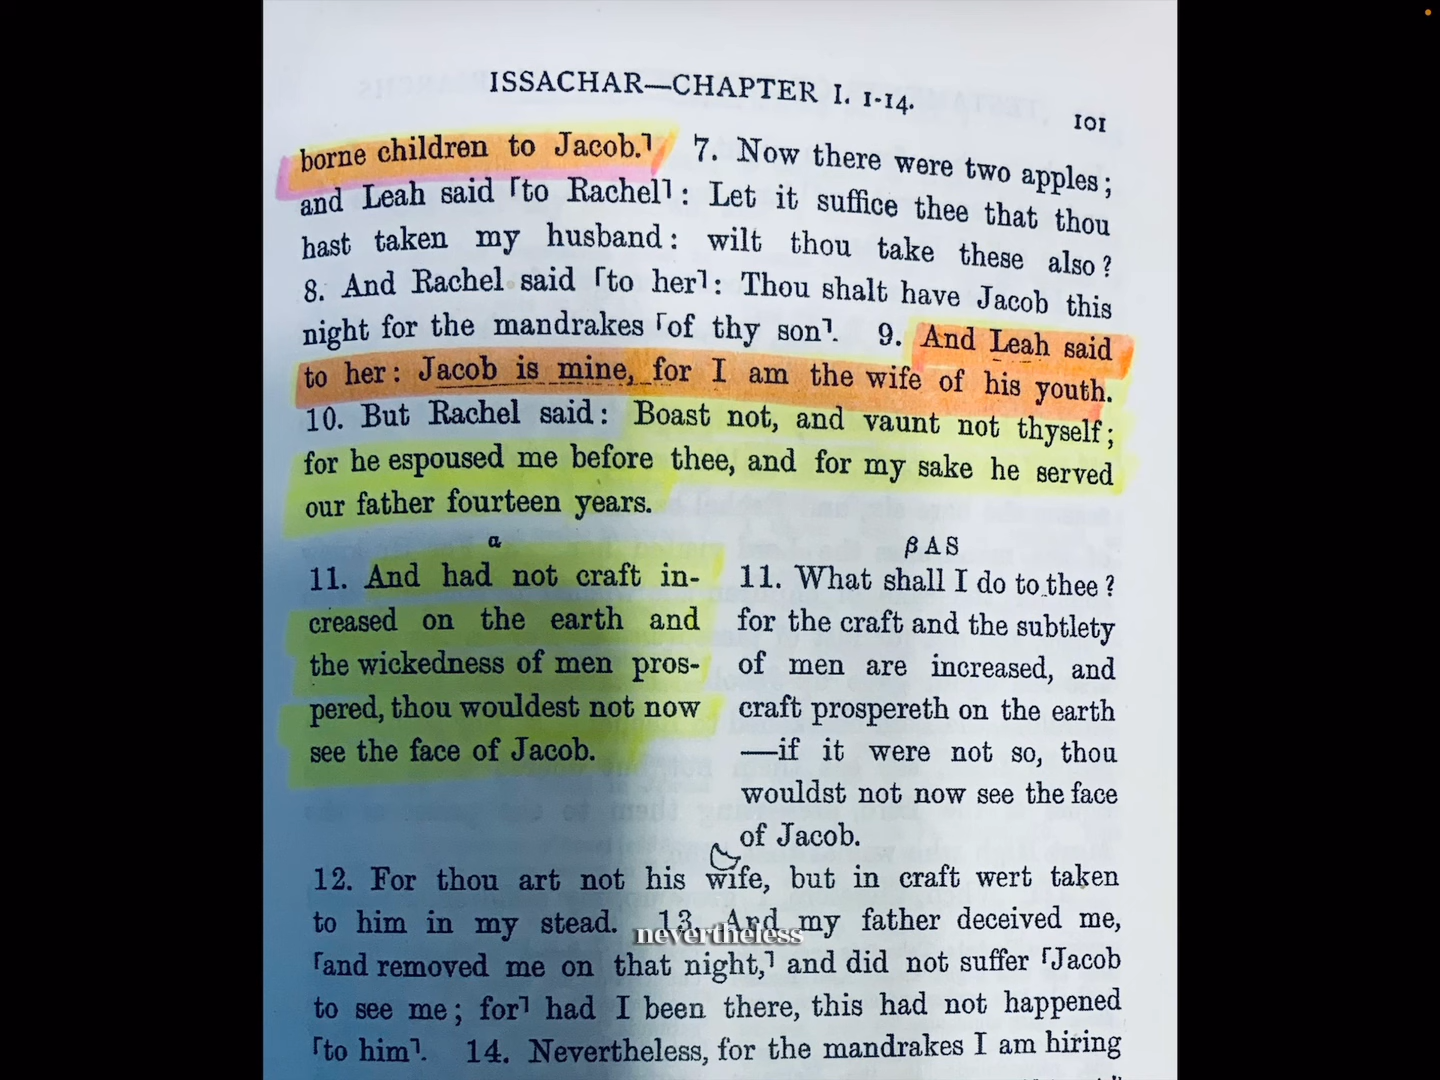 ISSACHAR—CHAPTER I. 1-14.
101
borne children to Jacob.⌉ 7. Now there were two apples;
and Leah said ⌈to Rachel⌉: Let it suffice thee that thou
hast taken my husband: wilt thou take these also?
8. And Rachel said ⌈to her⌉: Thou shalt have Jacob this
night for the mandrakes ⌈of thy son⌉. 9. And Leah said
to her: Jacob is mine, for I am the wife of his youth.
10. But Rachel said: Boast not, and vaunt not thyself;
for he espoused me before thee, and for my sake he served
our father fourteen years.
α
11. And had not craft in-
creased on the earth and
the wickedness of men pros-
pered, thou wouldest not now
see the face of Jacob.
β A S
11. What shall I do to thee?
for the craft and the subtlety
of men are increased, and
craft prospereth on the earth
—if it were not so, thou
wouldst not now see the face
of Jacob.
12. For thou art not his wife, but in craft wert taken
to him in my stead. 13. And my father deceived me,
nevertheless
⌈and removed me on that night,⌉ and did not suffer ⌈Jacob
to see me; for⌉ had I been there, this had not happened
⌈to him⌉. 14. Nevertheless, for the mandrakes I am hiring